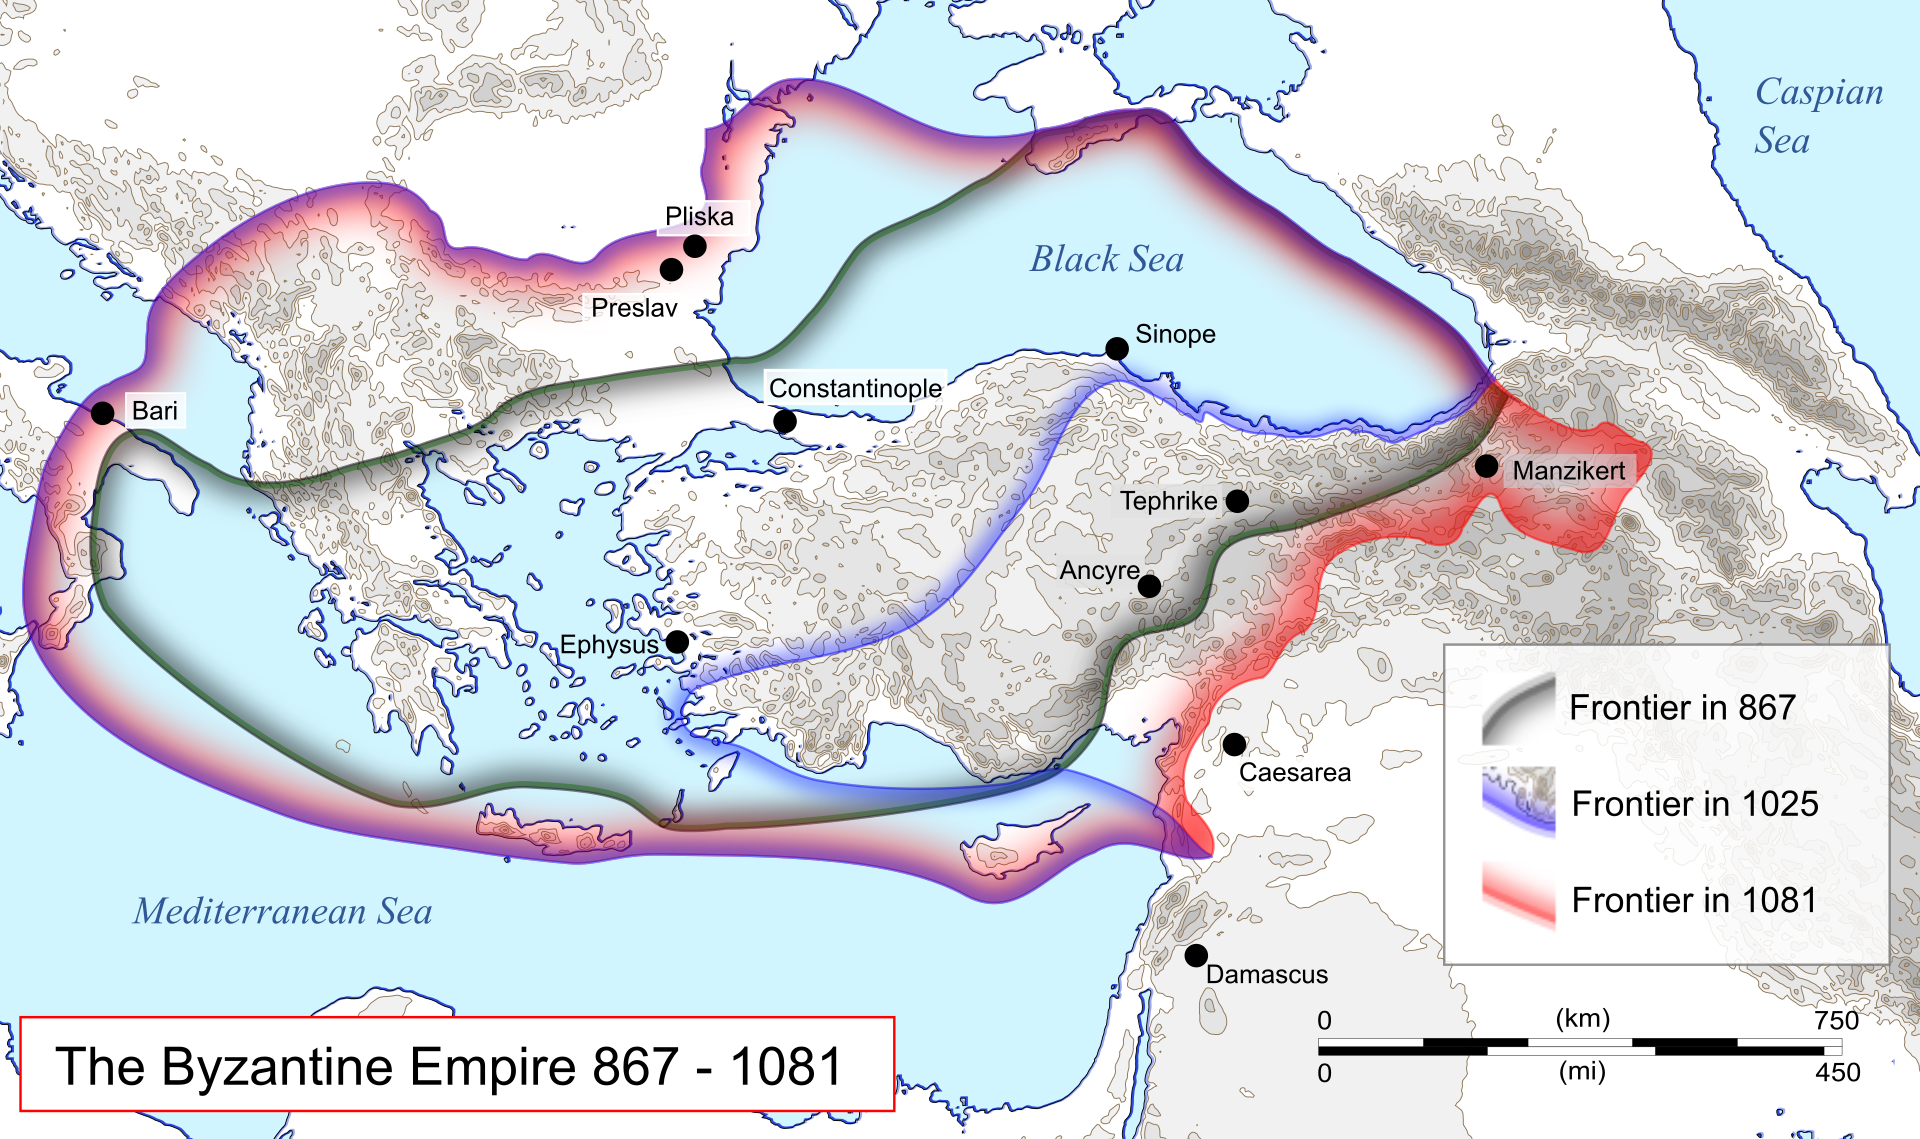 Caspian
Sea
Pliska
Black Sea
Preslav
Sinope
Constantinople
Bari
Manzikert
Tephrike
Ancyre
Ephysus
Caesarea
Frontier in 867
Frontier in 1025
Frontier in 1081
Mediterranean Sea
Damascus
0 (km) 750
0 (mi) 450
The Byzantine Empire 867 - 1081